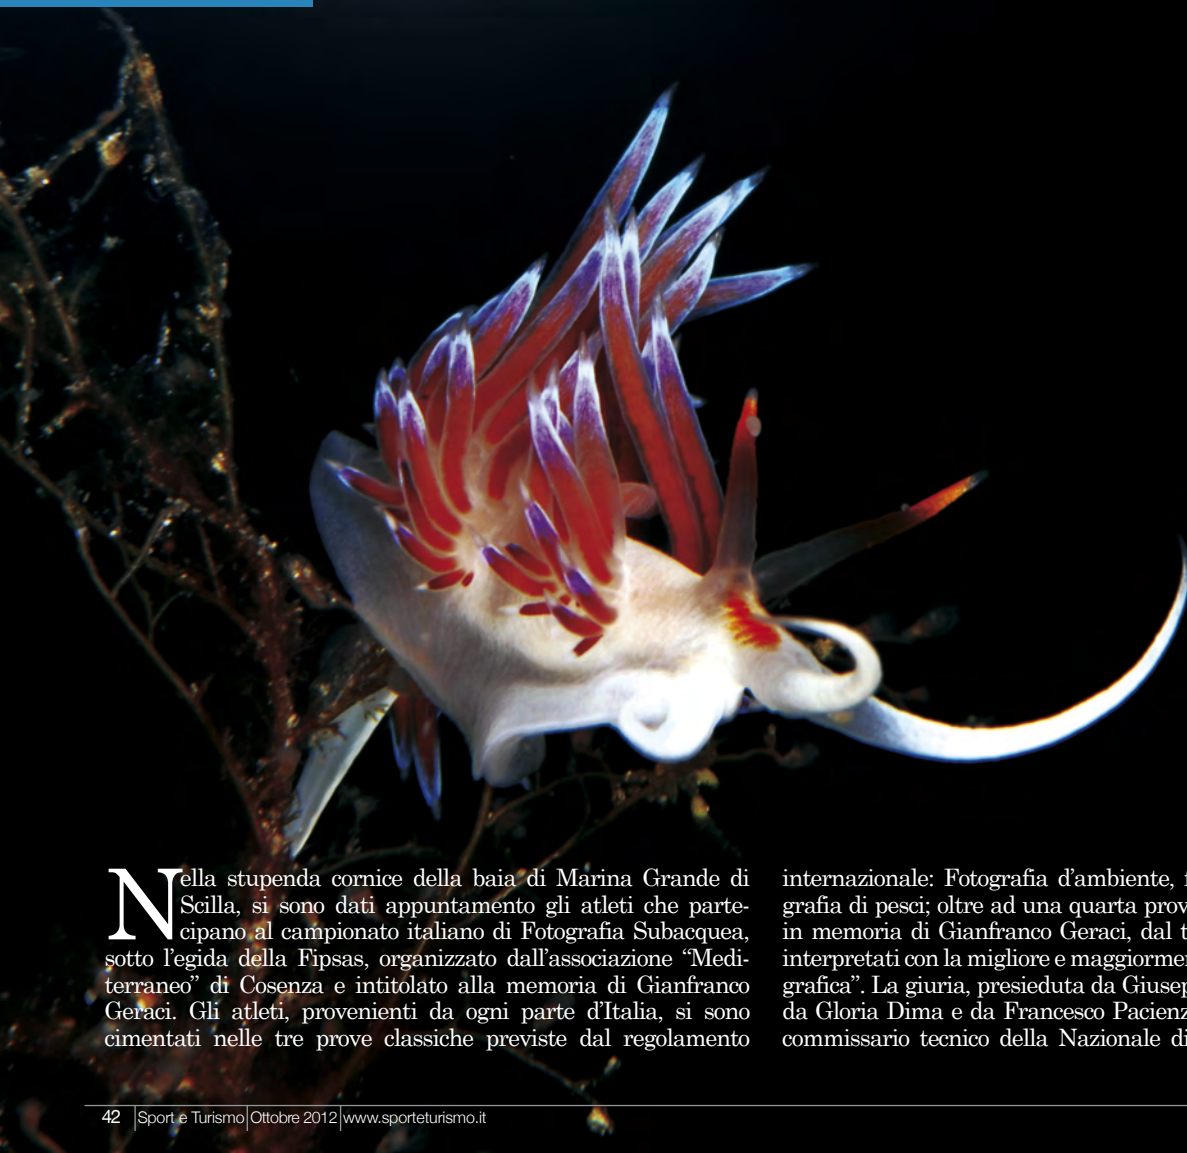 Nella stupenda cornice della baia di Marina Grande di
Scilla, si sono dati appuntamento gli atleti che parte-
cipano al campionato italiano di Fotografia Subacquea,
sotto l'egida della Fipsas, organizzato dall'associazione “Medi-
terraneo” di Cosenza e intitolato alla memoria di Gianfranco
Geraci. Gli atleti, provenienti da ogni parte d'Italia, si sono
cimentati nelle tre prove classiche previste dal regolamento
internazionale: Fotografia d'ambiente,
grafia di pesci; oltre ad una quarta
in memoria di Gianfranco Geraci, dal
interpretati con la migliore e
grafica”. La giuria, presieduta da
da Gloria Dima e da Francesco
commissario tecnico della Nazionale di
42 Sport e Turismo Ottobre 2012 www.sporteturismo.it